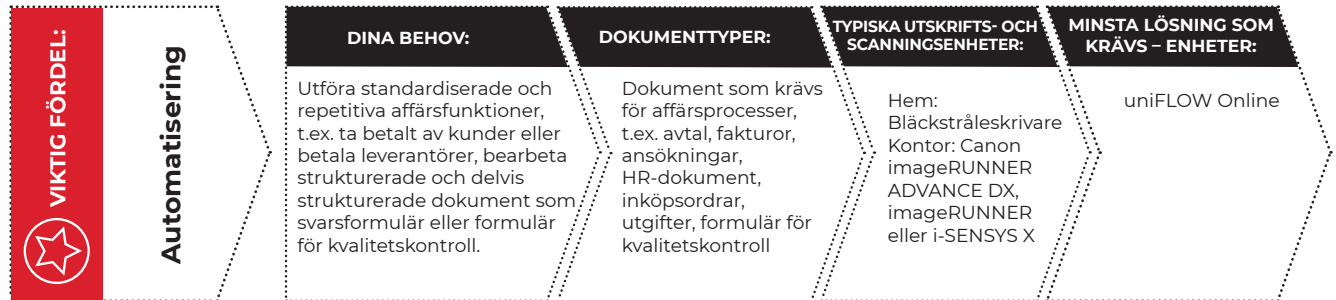 VIKTIG FÖRDEL:
Automatisering
DINA BEHOV:
Utföra standardiserade och
repetitiva affärsfunktioner,
t.ex. ta betalt av kunder eller
betala leverantörer, bearbeta
strukturerade och delvis
strukturerade dokument som
svarsformulär eller formulär
för kvalitetskontroll.
DOKUMENTTYPER:
Dokument som krävs
för affärsprocesser,
t.ex. avtal, fakturor,
ansökningar,
HR-dokument,
inköpsordrar,
utgifter, formulär för
kvalitetskontroll
TYPISKA UTSKRIFTS- OCH
SCANNINGSENHETER:
Hem:
Bläckstråleskrivare
Kontor: Canon
imageRUNNER
ADVANCE DX,
imageRUNNER
eller i-SENSYS X
MINSTA LÖSNING SOM
KRÄVS – ENHETER:
uniFLOW Online